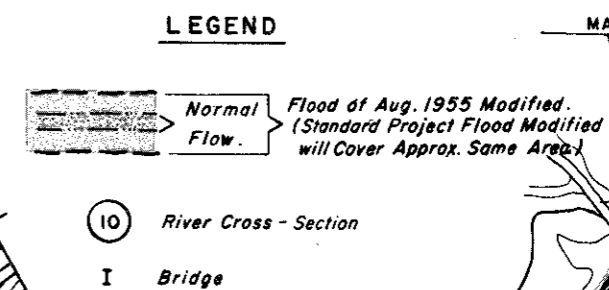 LEGEND
MA
Normal Flow.
Flood of Aug. 1955 Modified.
(Standard Project Flood Modified
will Cover Approx. Same Area.)
10 River Cross-Section
I Bridge